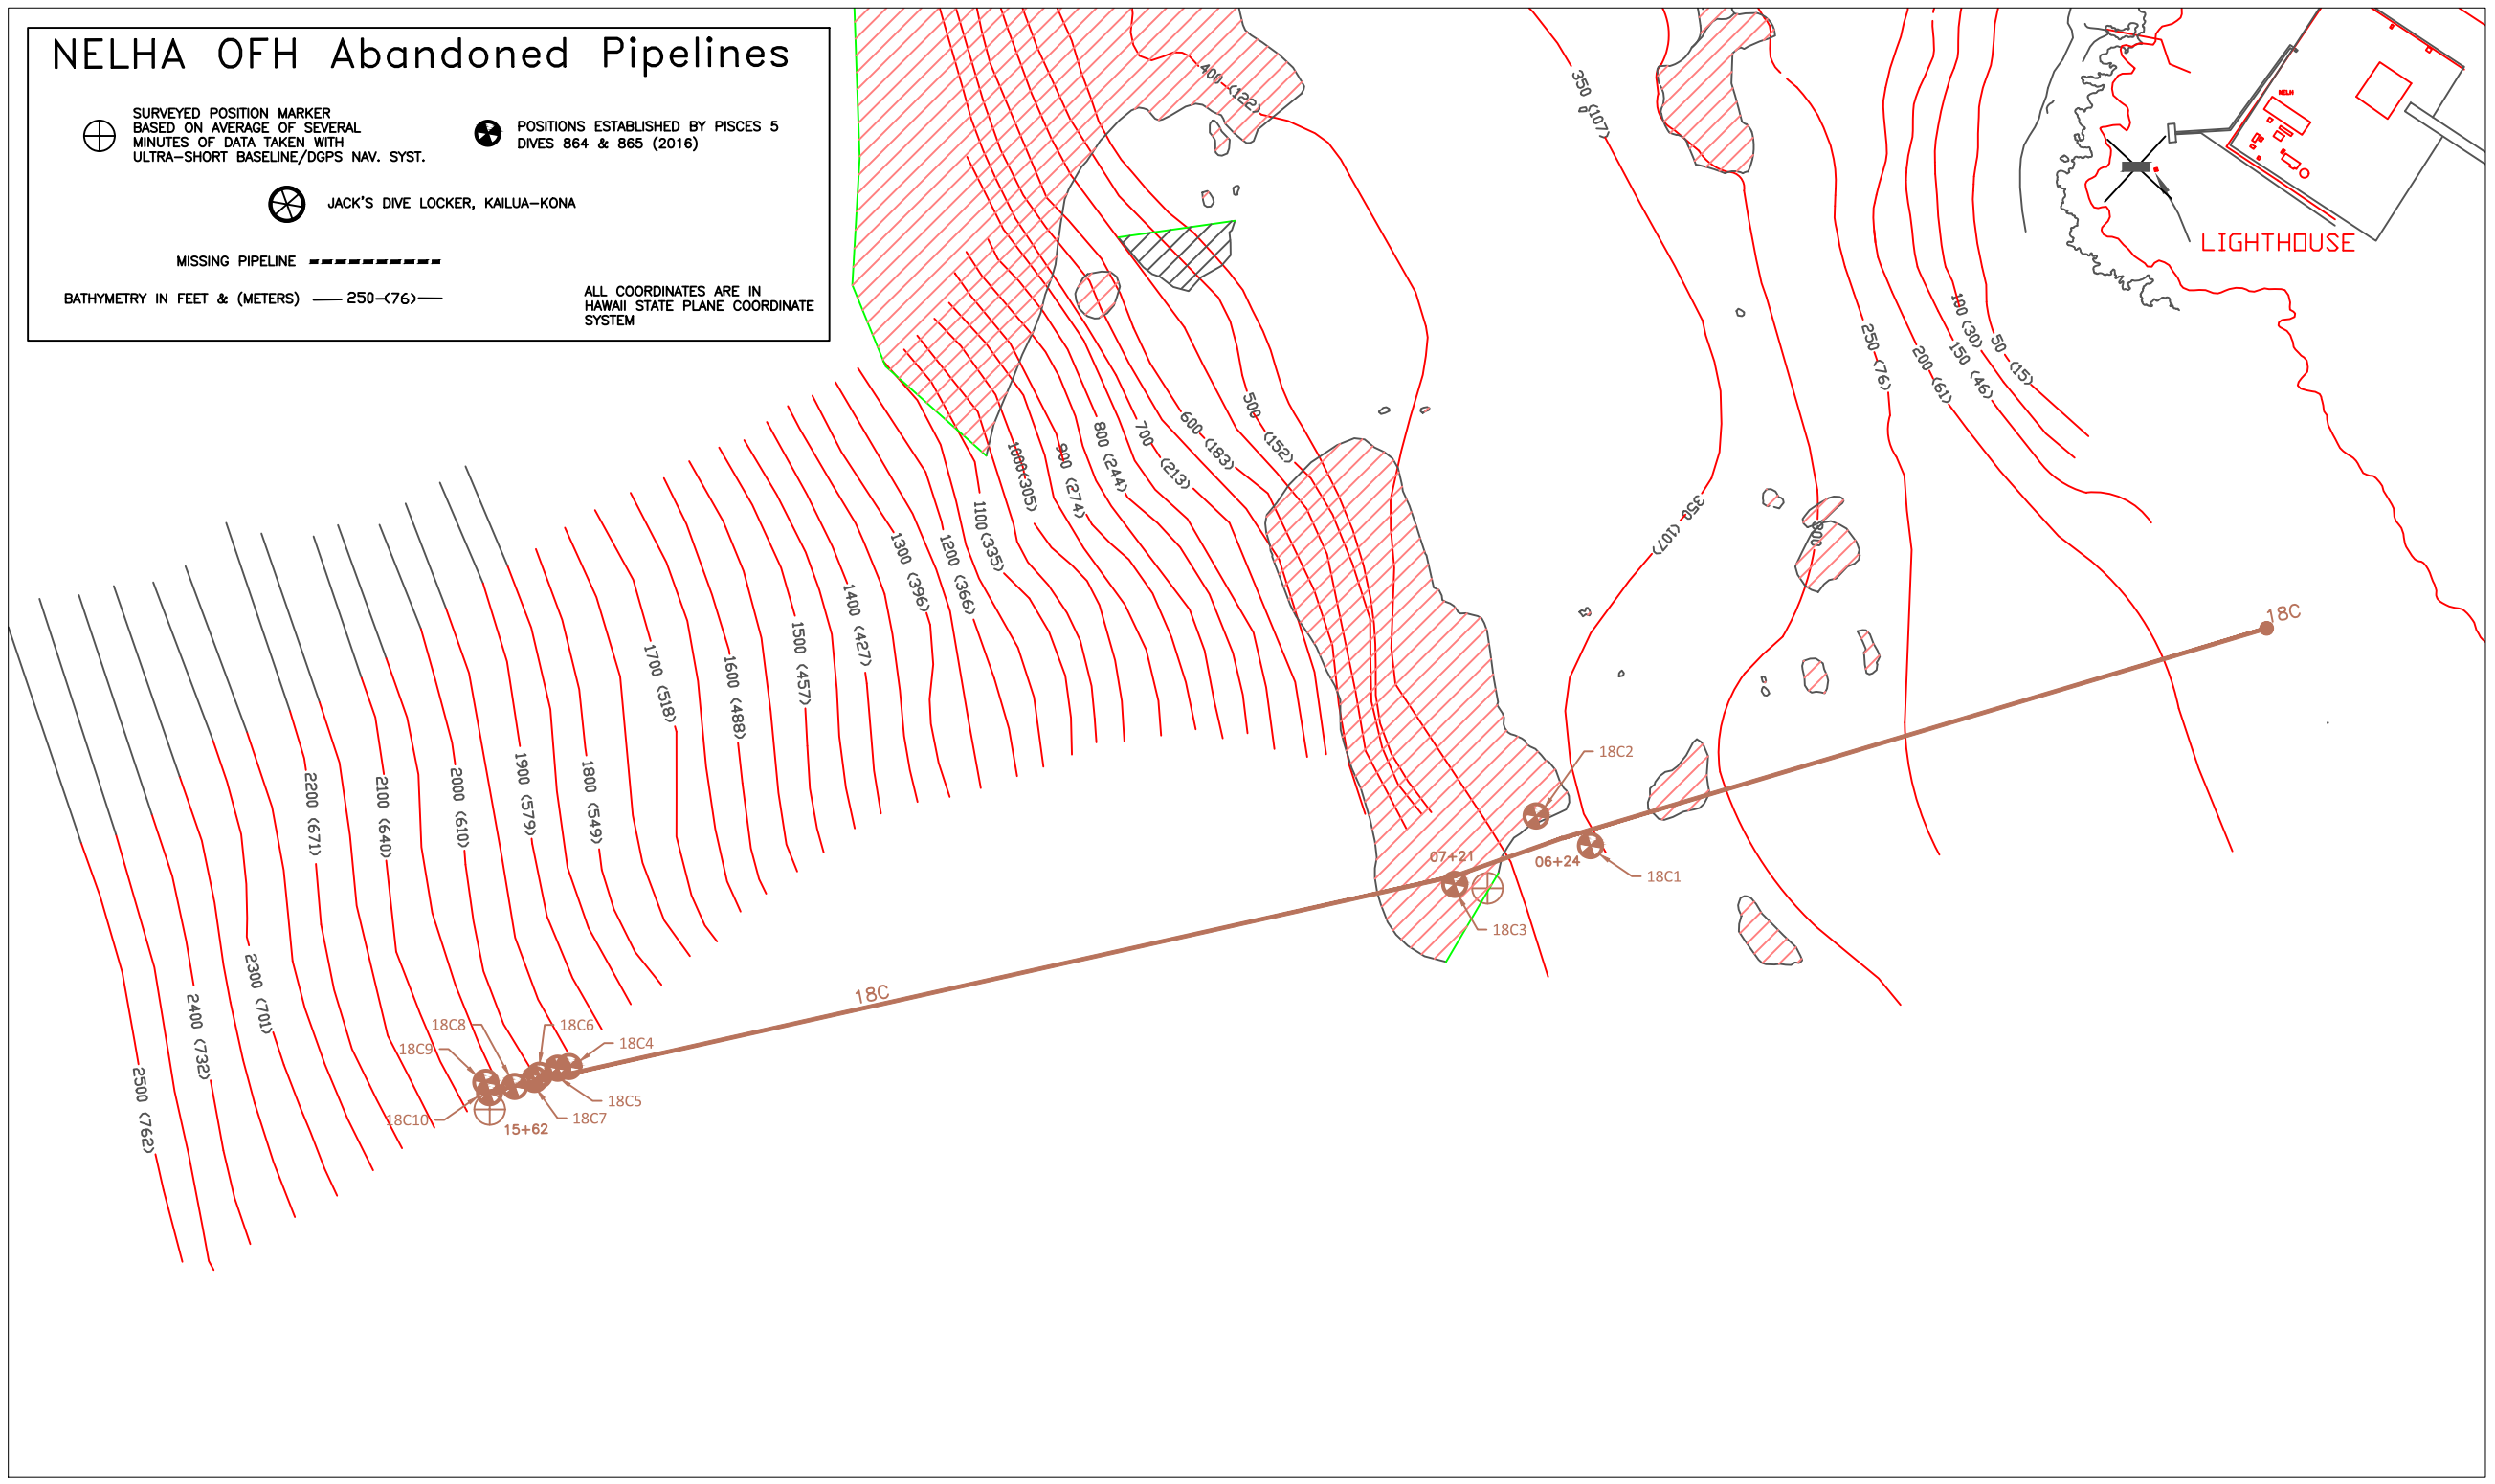 NELHA OFH Abandoned Pipelines
SURVEYED POSITION MARKER
BASED ON AVERAGE OF SEVERAL
MINUTES OF DATA TAKEN WITH
ULTRA-SHORT BASELINE/DGPS NAV. SYST.
POSITIONS ESTABLISHED BY PISCES 5
DIVES 864 & 865 (2016)
JACK'S DIVE LOCKER, KAILUA-KONA
MISSING PIPELINE
BATHYMETRY IN FEET & (METERS)
250 (76)
ALL COORDINATES ARE IN
HAWAII STATE PLANE COORDINATE
SYSTEM
400 (122)
350 (107)
NELH
LIGHTHOUSE
100 (30)
50 (15)
150 (46)
200 (61)
250 (76)
500 (152)
600 (183)
700 (213)
800 (244)
900 (274)
1000(305)
1100(335)
1200 (366)
1300 (396)
1400 (427)
1500 (457)
1600 (488)
1700 (518)
1800 (549)
1900 (579)
2000 (610)
2100 (640)
2200 (671)
2300 (701)
2400 (732)
2500 (762)
350 (107)
300
18C
18C2
07+21
06+24
18C1
18C3
18C
18C8
18C6
18C4
18C9
18C5
18C10
18C7
15+62